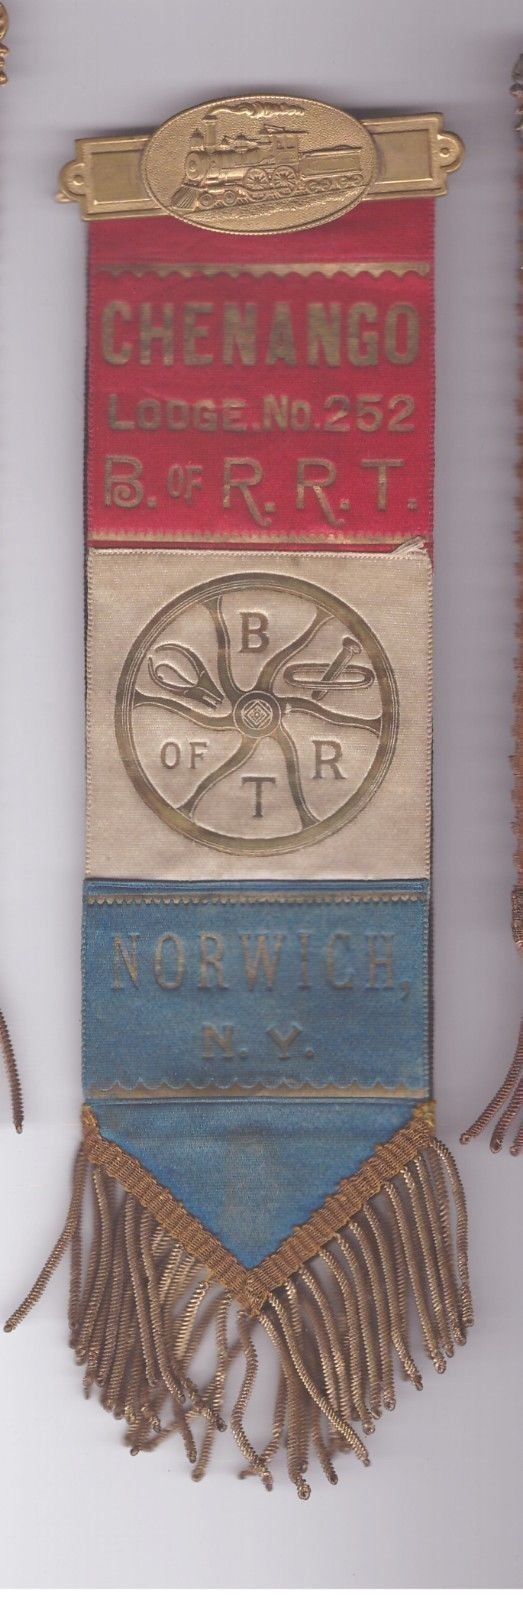 CHENANGO
LODGE. NO. 252
B. OF R. R. T.
B
OF R
T
NORWICH,
N. Y.